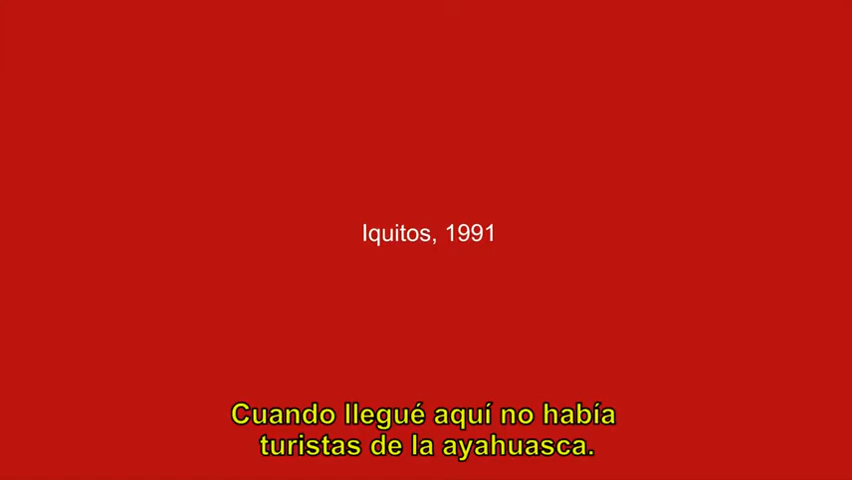 Iquitos, 1991
Cuando llegué aquí no había
turistas de la ayahuasca.